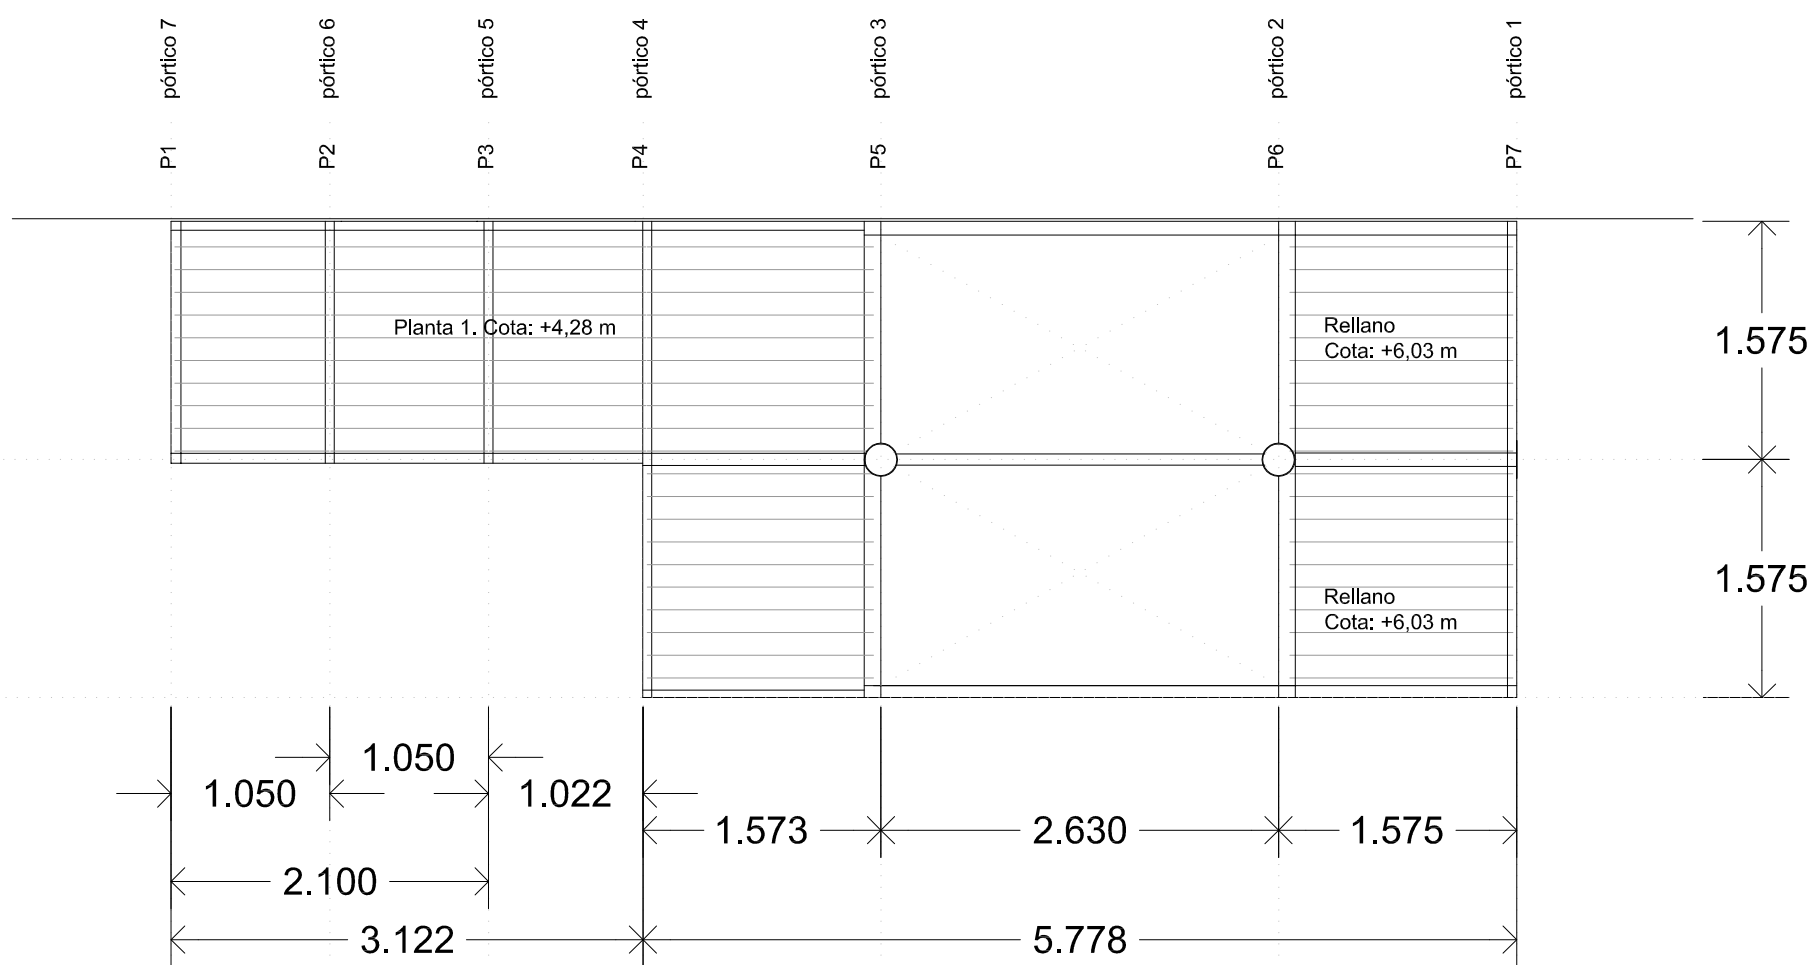 pórtico 7
pórtico 6
pórtico 5
pórtico 4
pórtico 3
pórtico 2
pórtico 1
P1
P2
P3
P4
P5
P6
P7
Planta 1. Cota: +4,28 m
Rellano
Cota: +6,03 m
1.575
1.575
Rellano
Cota: +6,03 m
1.050
1.050
1.022
1.573
2.630
1.575
2.100
3.122
5.778